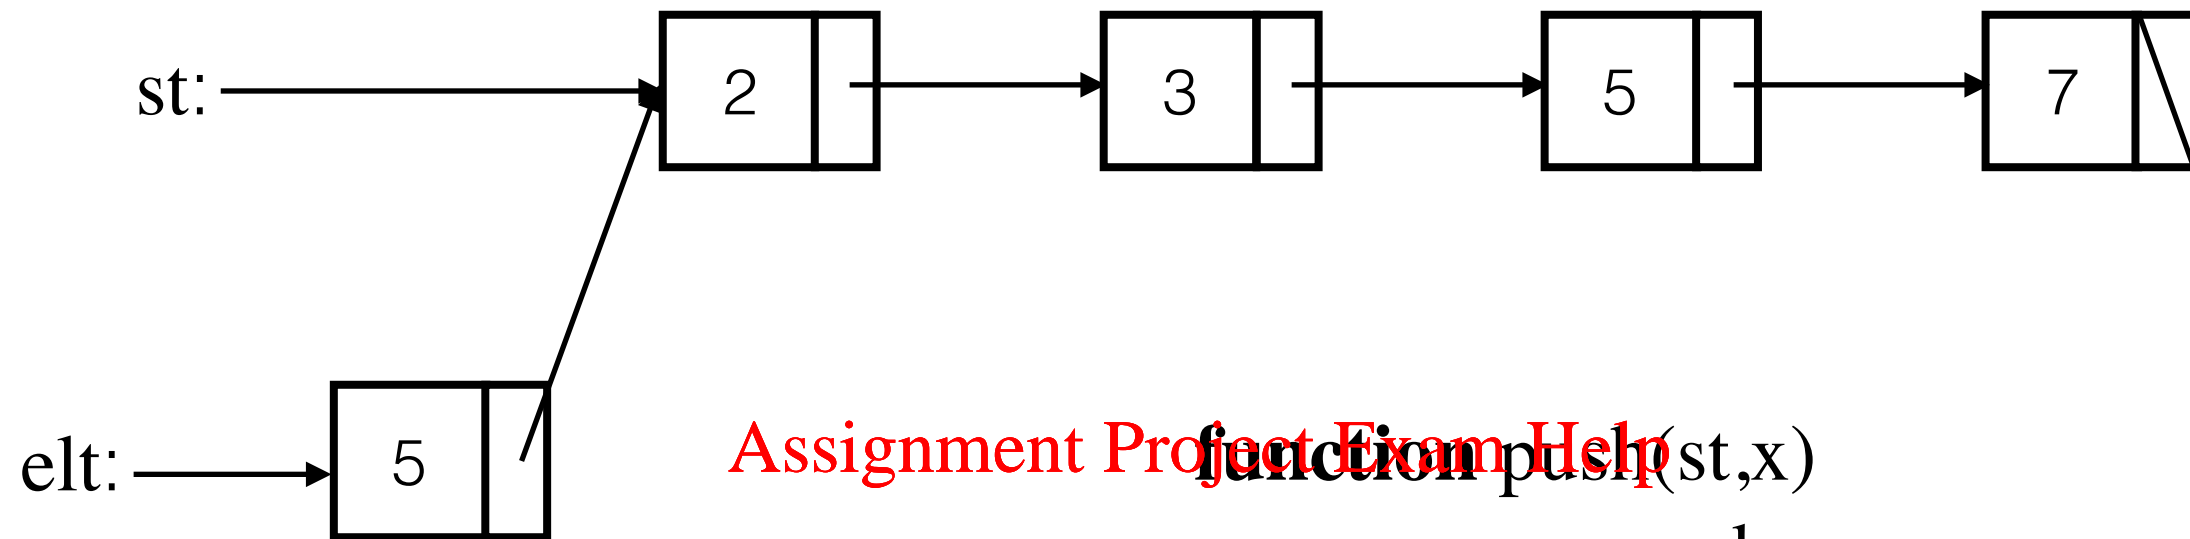 st: 2 3 5 7
elt: 5
Assignment Project Exam Help
function push(st,x)